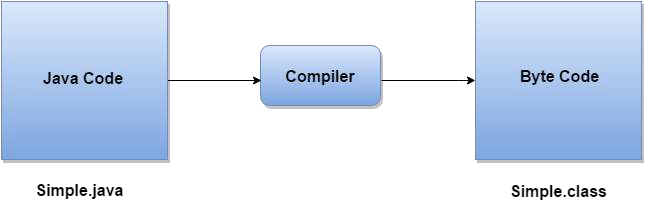 Java Code
Compiler
Byte Code
Simple.java
Simple.class